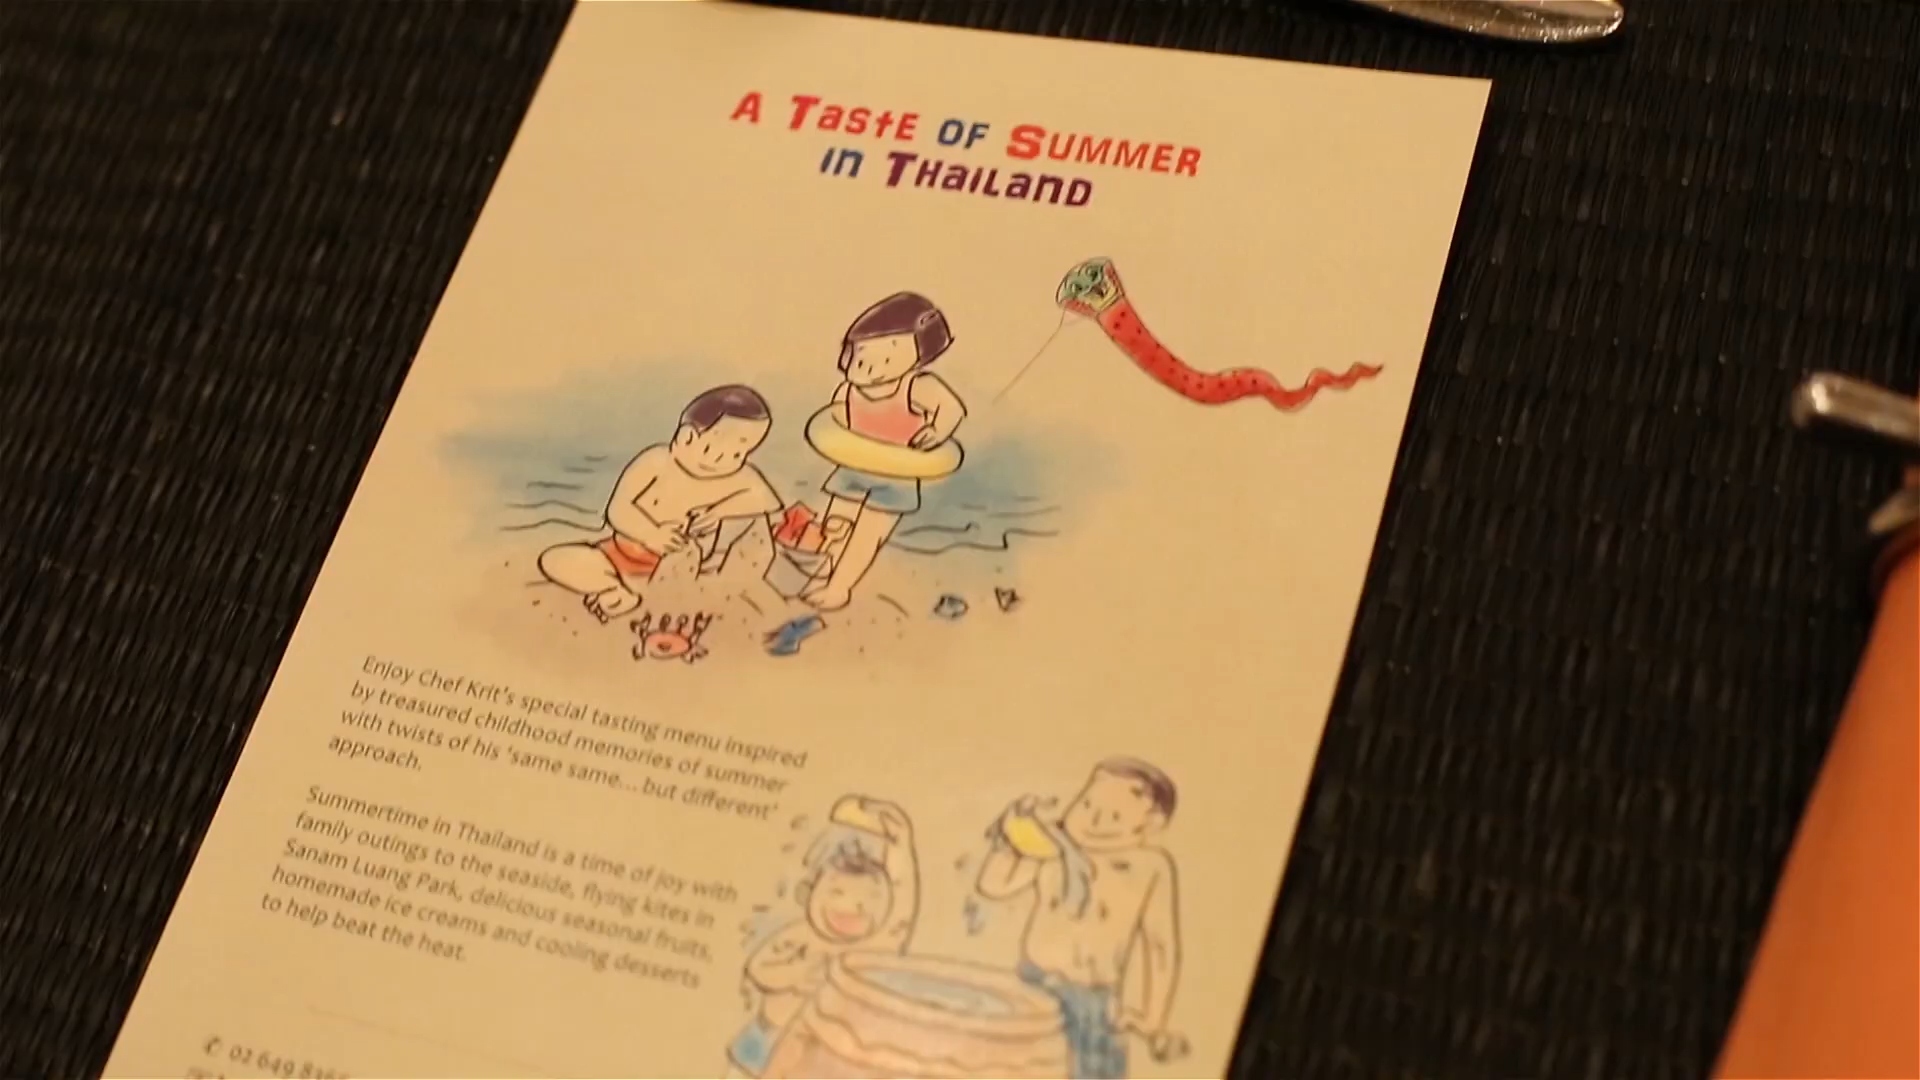 A Taste of Summer
in Thailand
Enjoy Chef Krit's special tasting menu inspired
by treasured childhood memories of summer
with twists of his 'same same... but different'
approach.
Summertime in Thailand is a time of joy with
family outings to the seaside, flying kites in
Sanam Luang Park, delicious seasonal fruits,
homemade ice creams and cooling desserts
to help beat the heat.
02 649